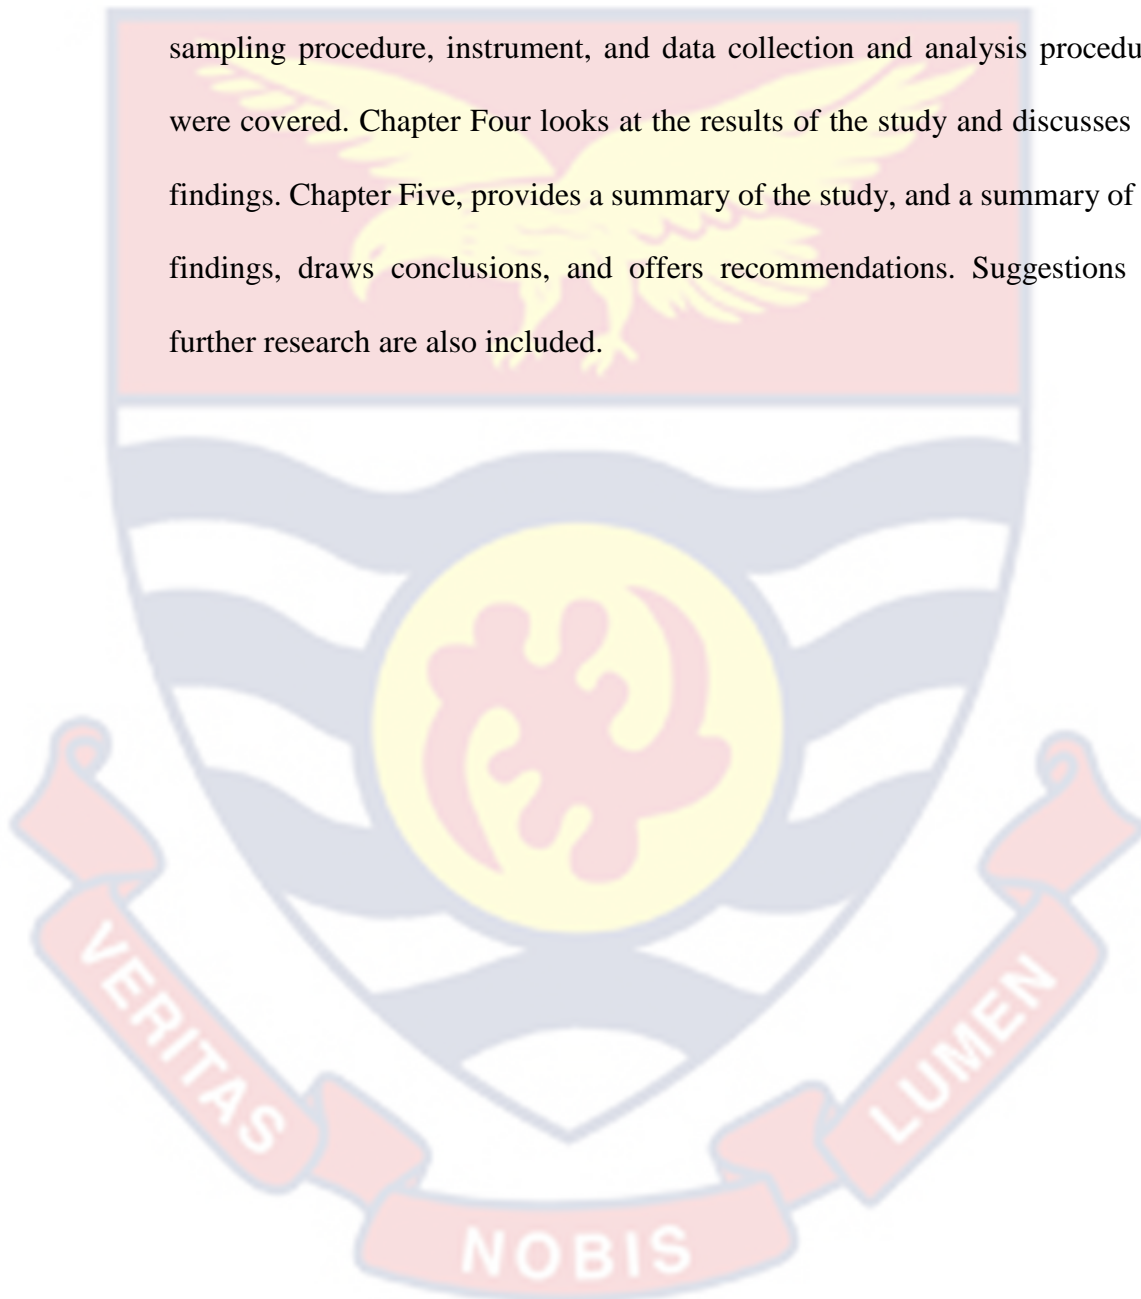 sampling procedure, instrument, and data collection and analysis procedu
were covered. Chapter Four looks at the results of the study and discusses
findings. Chapter Five, provides a summary of the study, and a summary of
findings, draws conclusions, and offers recommendations. Suggestions
further research are also included.
VERITAS
NOBIS
LUMEN